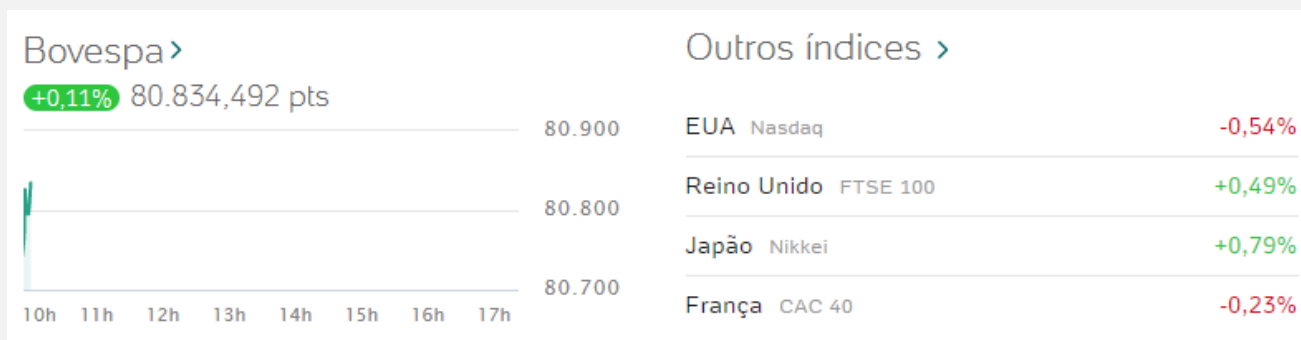 Bovespa
+0,11% 80.834,492 pts
80.900
80.800
80.700
10h 11h 12h 13h 14h 15h 16h 17h
Outros índices
EUA Nasdaq -0,54%
Reino Unido FTSE 100 +0,49%
Japão Nikkei +0,79%
França CAC 40 -0,23%